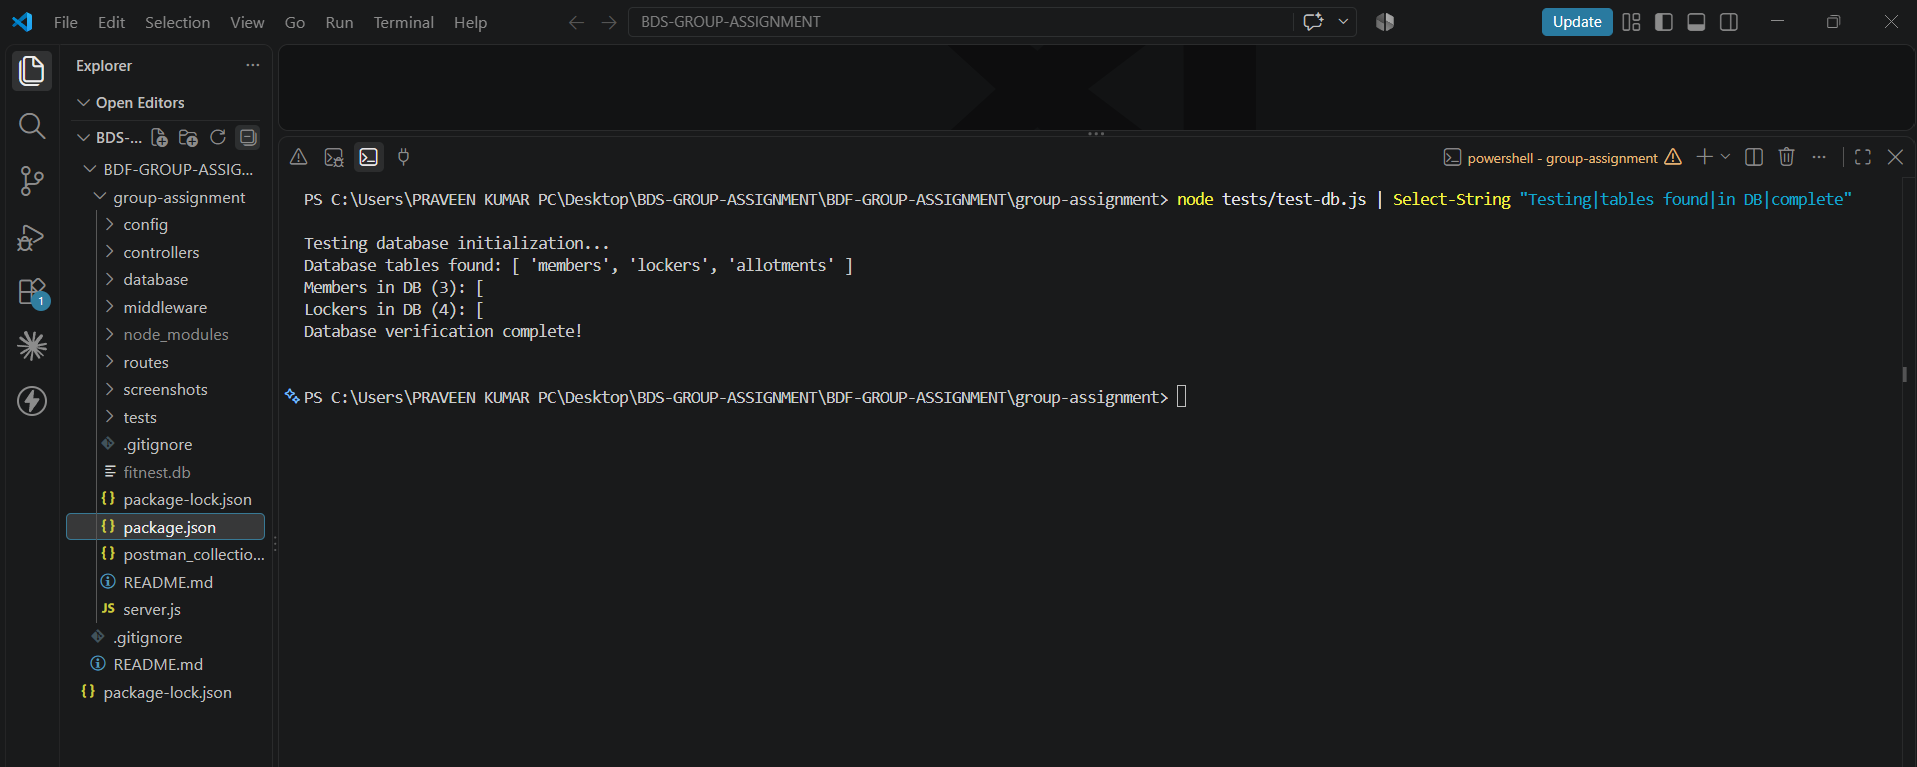 File Edit Selection View Go Run Terminal Help
BDS-GROUP-ASSIGNMENT
Update
Explorer
Open Editors
BDS-...
BDF-GROUP-ASSIG...
group-assignment
config
controllers
database
middleware
node_modules
routes
screenshots
tests
.gitignore
fitnest.db
package-lock.json
package.json
postman_collectio...
README.md
JS server.js
.gitignore
README.md
package-lock.json
1
powershell - group-assignment
PS C:\Users\PRAVEEN KUMAR PC\Desktop\BDS-GROUP-ASSIGNMENT\BDF-GROUP-ASSIGNMENT\group-assignment> node tests/test-db.js | Select-String "Testing|tables found|in DB|complete"
Testing database initialization...
Database tables found: [ 'members', 'lockers', 'allotments' ]
Members in DB (3): [
Lockers in DB (4): [
Database verification complete!
PS C:\Users\PRAVEEN KUMAR PC\Desktop\BDS-GROUP-ASSIGNMENT\BDF-GROUP-ASSIGNMENT\group-assignment>